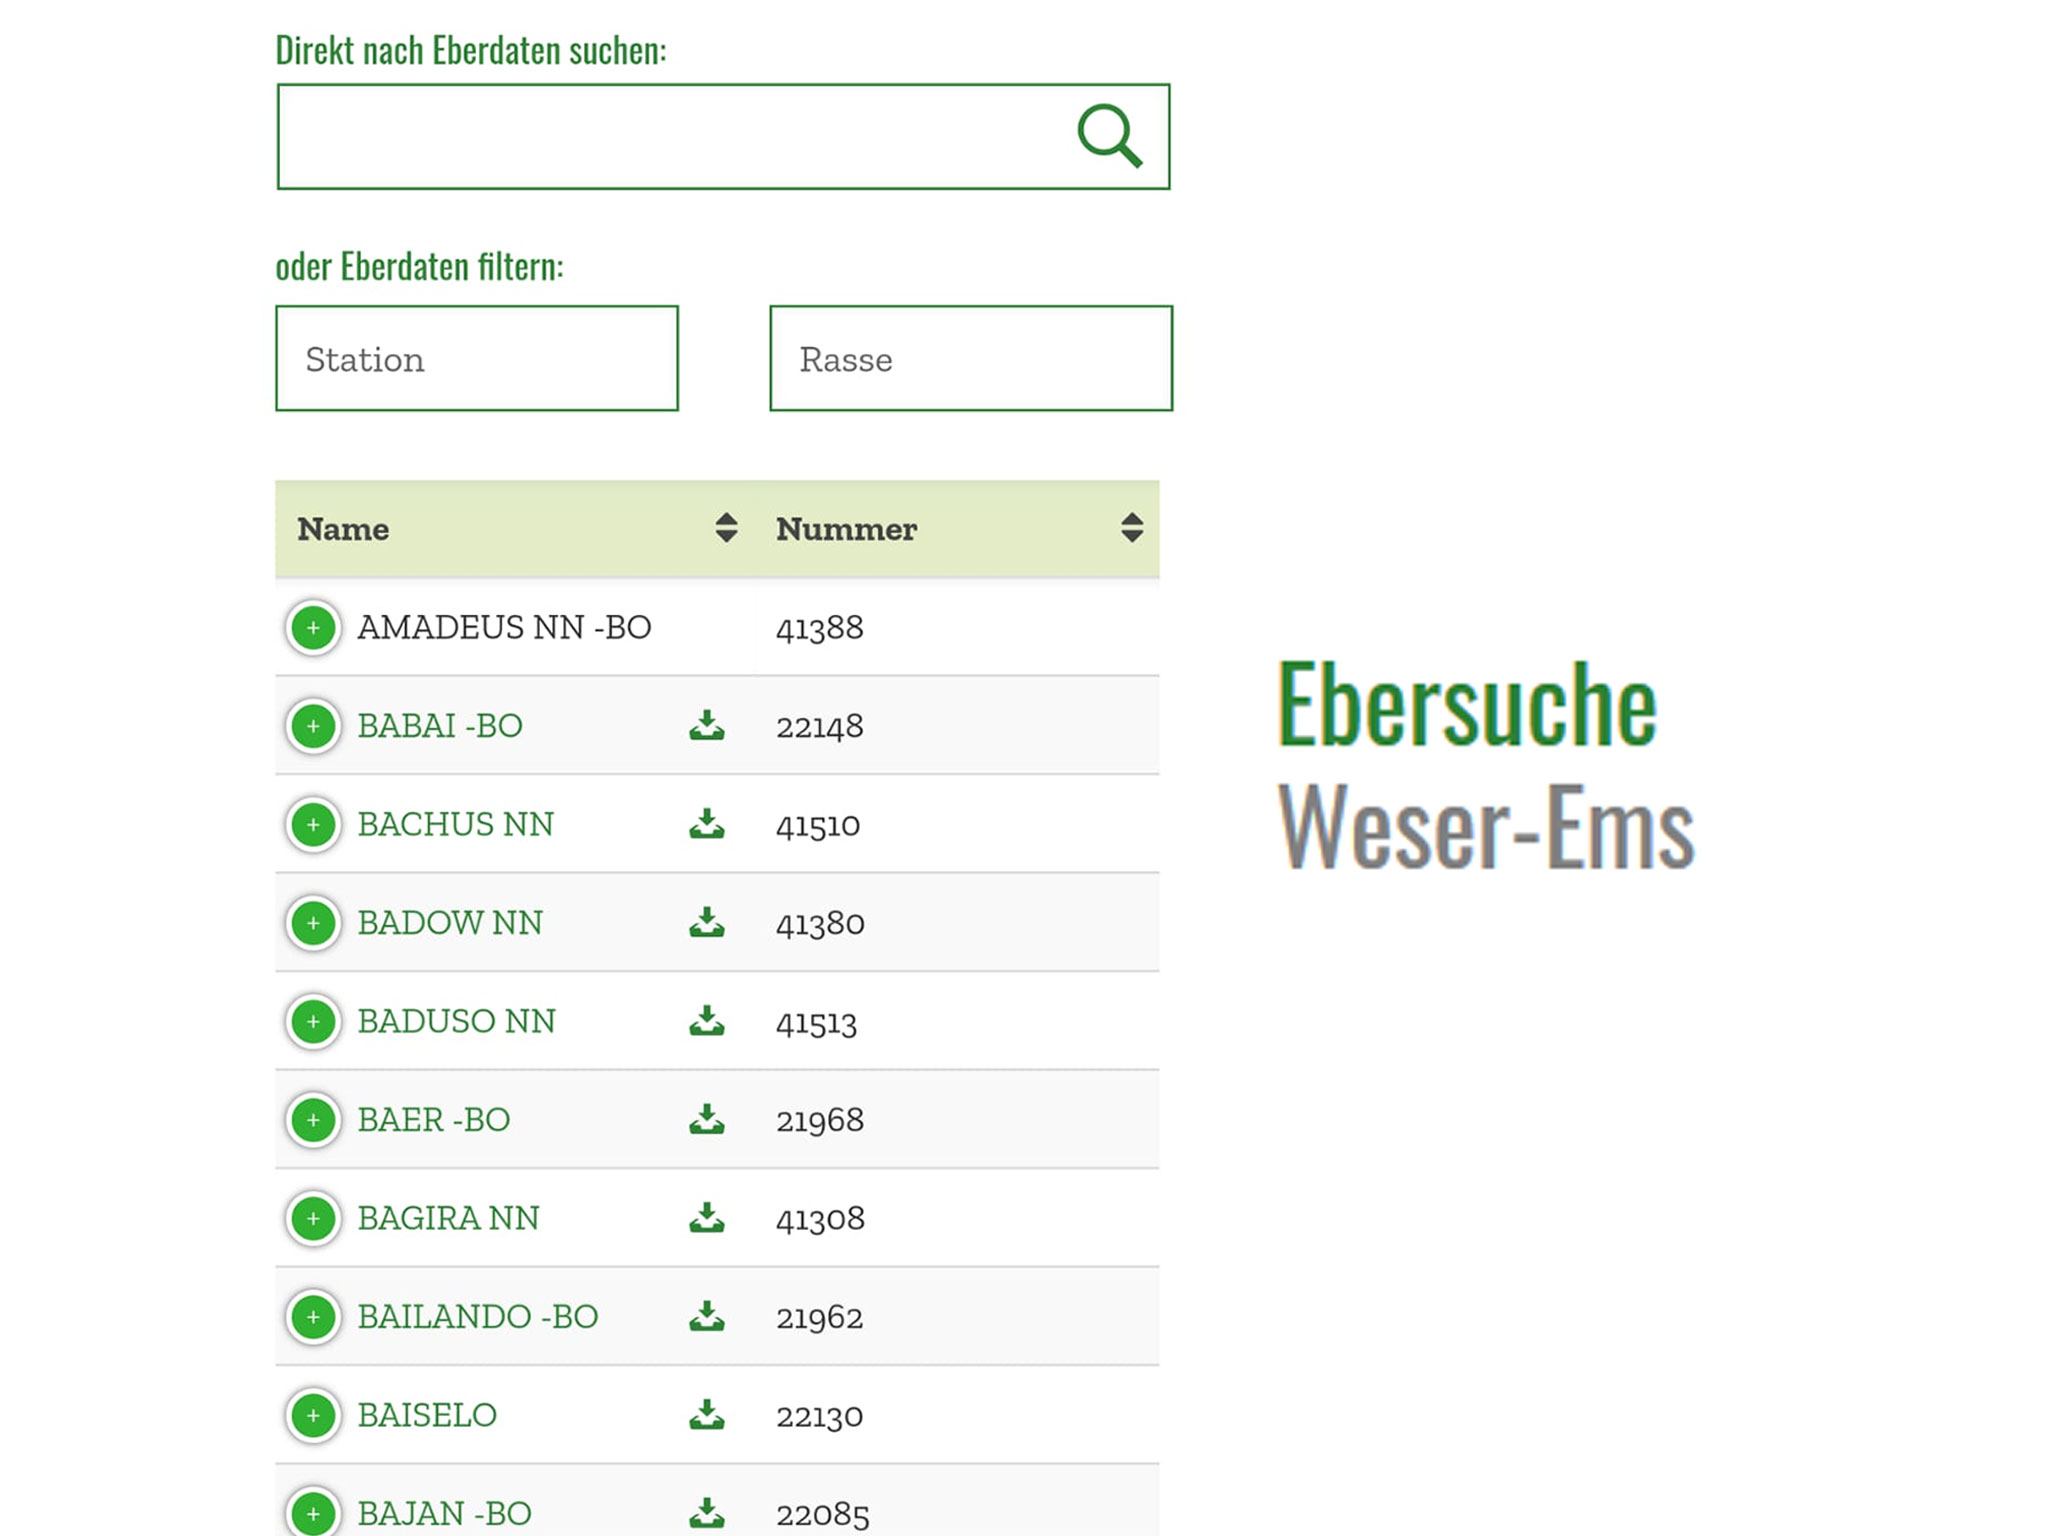 Direkt nach Eberdaten suchen:
oder Eberdaten filtern:
Station Rasse
Name Nummer
AMADEUS NN -BO 41388
BABAI -BO 22148
BACHUS NN 41510
BADOW NN 41380
BADUSO NN 41513
BAER -BO 21968
BAGIRA NN 41308
BAILANDO -BO 21962
BAISELO 22130
BAJAN -BO 22085
Ebersuche
Weser-Ems